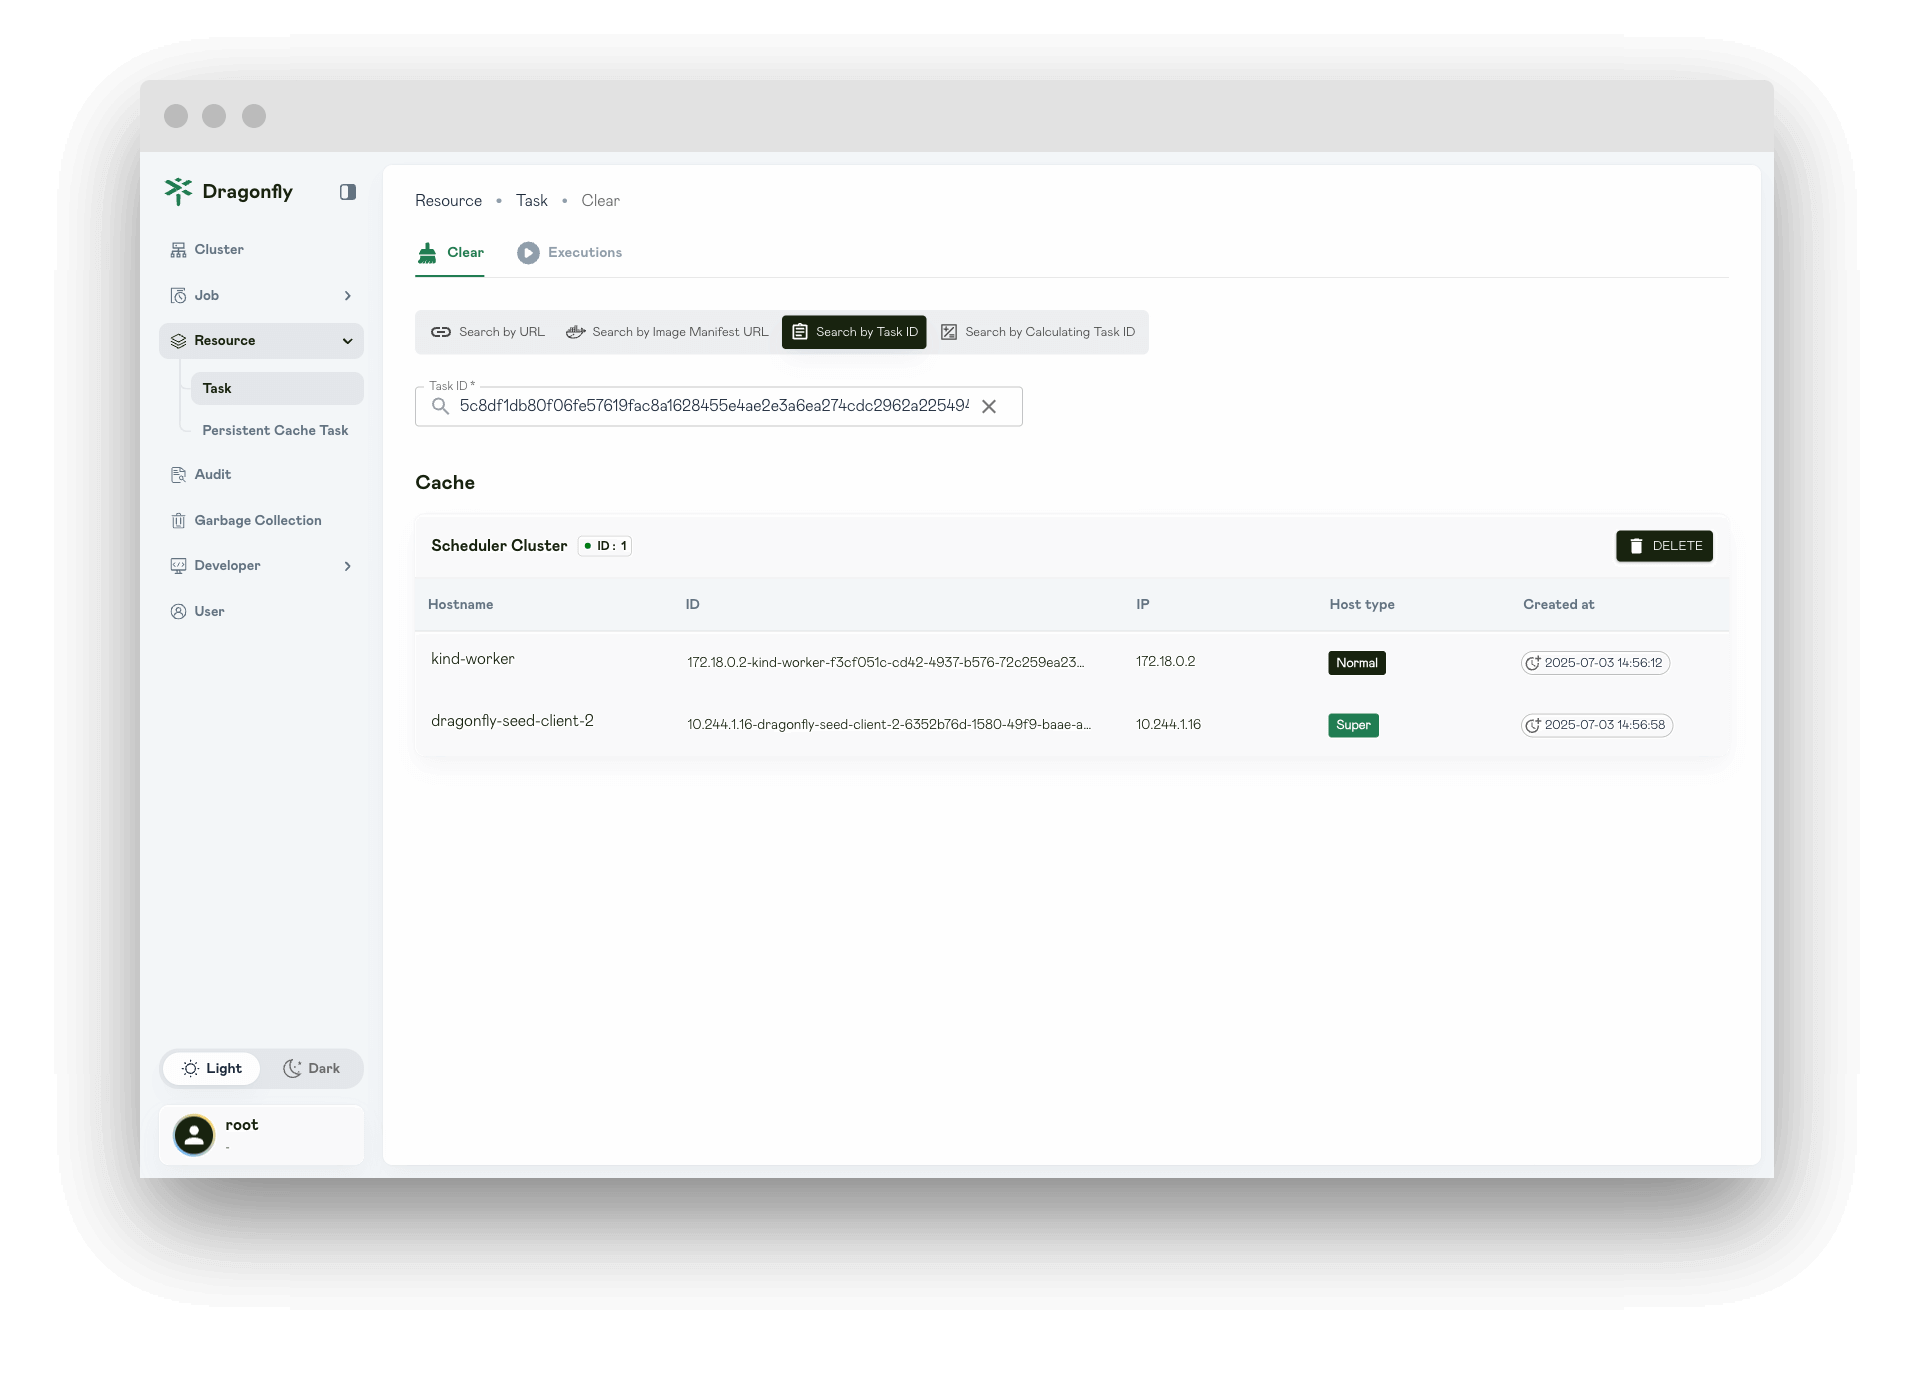 Dragonfly
Cluster
Job
Resource
Task
Persistent Cache Task
Audit
Garbage Collection
Developer
User
Light Dark
root
-
Resource • Task • Clear
Clear Executions
Search by URL Search by Image Manifest URL Search by Task ID Search by Calculating Task ID
Task ID *
5c8df1db80f06fe57619fac8a1628455e4ae2e3a6ea274cdc2962a225494
Cache
Scheduler Cluster ID : 1 DELETE
Hostname ID IP Host type Created at
kind-worker 172.18.0.2-kind-worker-f3cf051c-cd42-4937-b576-72c259ea23... 172.18.0.2 Normal 2025-07-03 14:56:12
dragonfly-seed-client-2 10.244.1.16-dragonfly-seed-client-2-6352b76d-1580-49f9-baae-a... 10.244.1.16 Super 2025-07-03 14:56:58